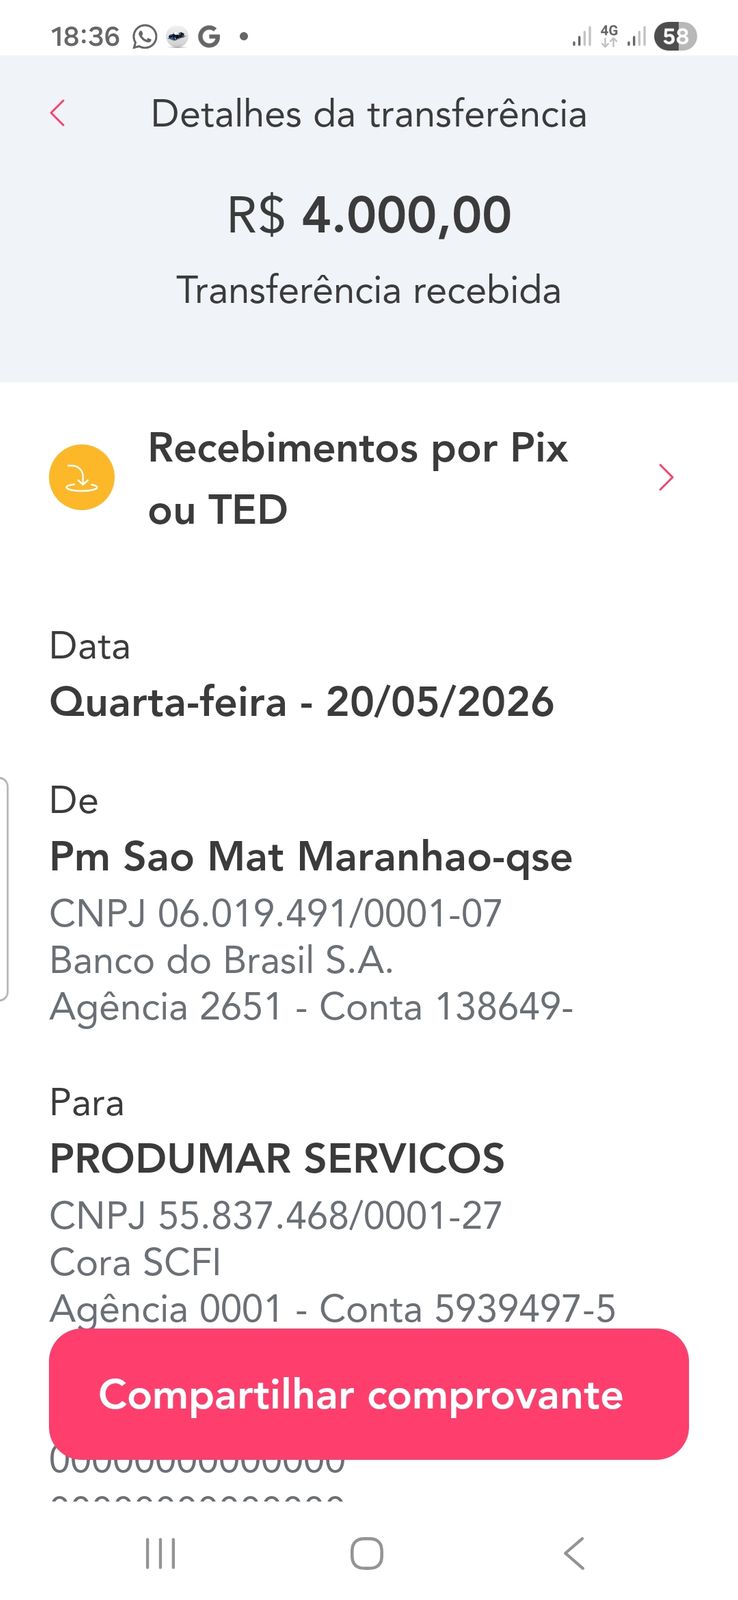 18:36
4G
58
Detalhes da transferência
R$ 4.000,00
Transferência recebida
Recebimentos por Pix
ou TED
Data
Quarta-feira - 20/05/2026
De
Pm Sao Mat Maranhao-qse
CNPJ 06.019.491/0001-07
Banco do Brasil S.A.
Agência 2651 - Conta 138649-
Para
PRODUMAR SERVICOS
CNPJ 55.837.468/0001-27
Cora SCFI
Agência 0001 - Conta 5939497-5
Compartilhar comprovante